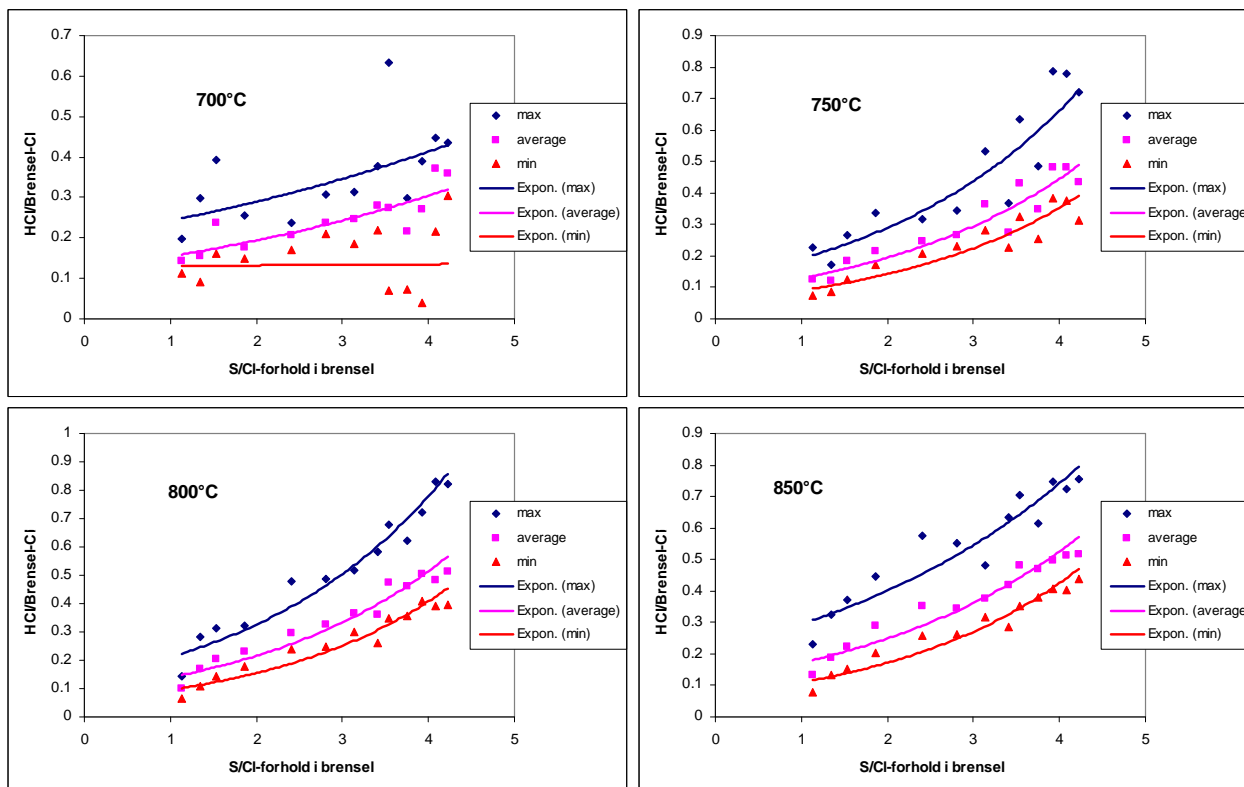 0.7
0.6
0.5
0.4
0.3
0.2
0.1
0
HCl/Brensel-Cl
700°C
0 1 2 3 4 5
S/Cl-forhold i brensel
max
average
min
Expon. (max)
Expon. (average)
Expon. (min)
0.9
0.8
0.7
0.6
0.5
0.4
0.3
0.2
0.1
0
HCl/Brensel-Cl
750°C
0 1 2 3 4 5
S/Cl-forhold i brensel
max
average
min
Expon. (max)
Expon. (average)
Expon. (min)
1
0.9
0.8
0.7
0.6
0.5
0.4
0.3
0.2
0.1
0
HCl/Brensel-Cl
800°C
0 1 2 3 4 5
S/Cl-forhold i brensel
max
average
min
Expon. (max)
Expon. (average)
Expon. (min)
0.9
0.8
0.7
0.6
0.5
0.4
0.3
0.2
0.1
0
HCl/Brensel-Cl
850°C
0 1 2 3 4 5
S/Cl-forhold i brensel
max
average
min
Expon. (max)
Expon. (average)
Expon. (min)